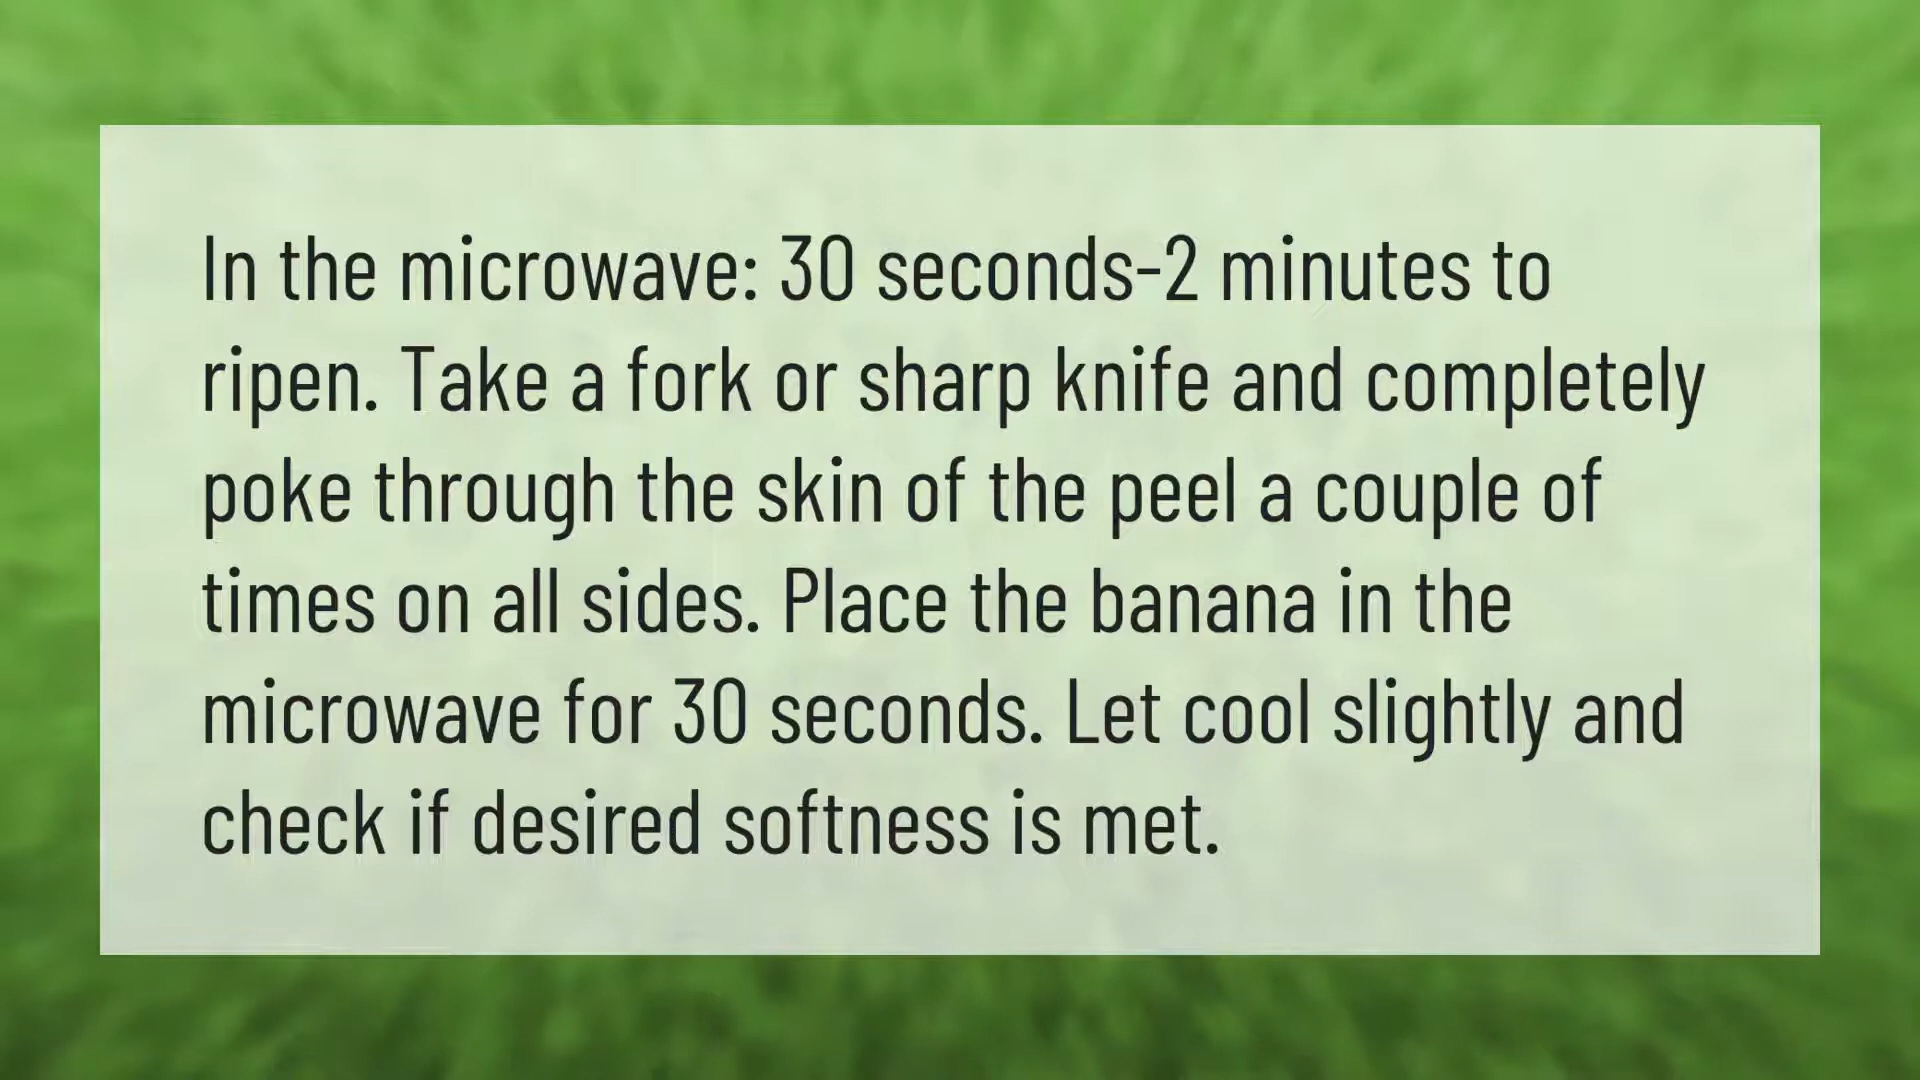 In the microwave: 30 seconds-2 minutes to
ripen. Take a fork or sharp knife and completely
poke through the skin of the peel a couple of
times on all sides. Place the banana in the
microwave for 30 seconds. Let cool slightly and
check if desired softness is met.